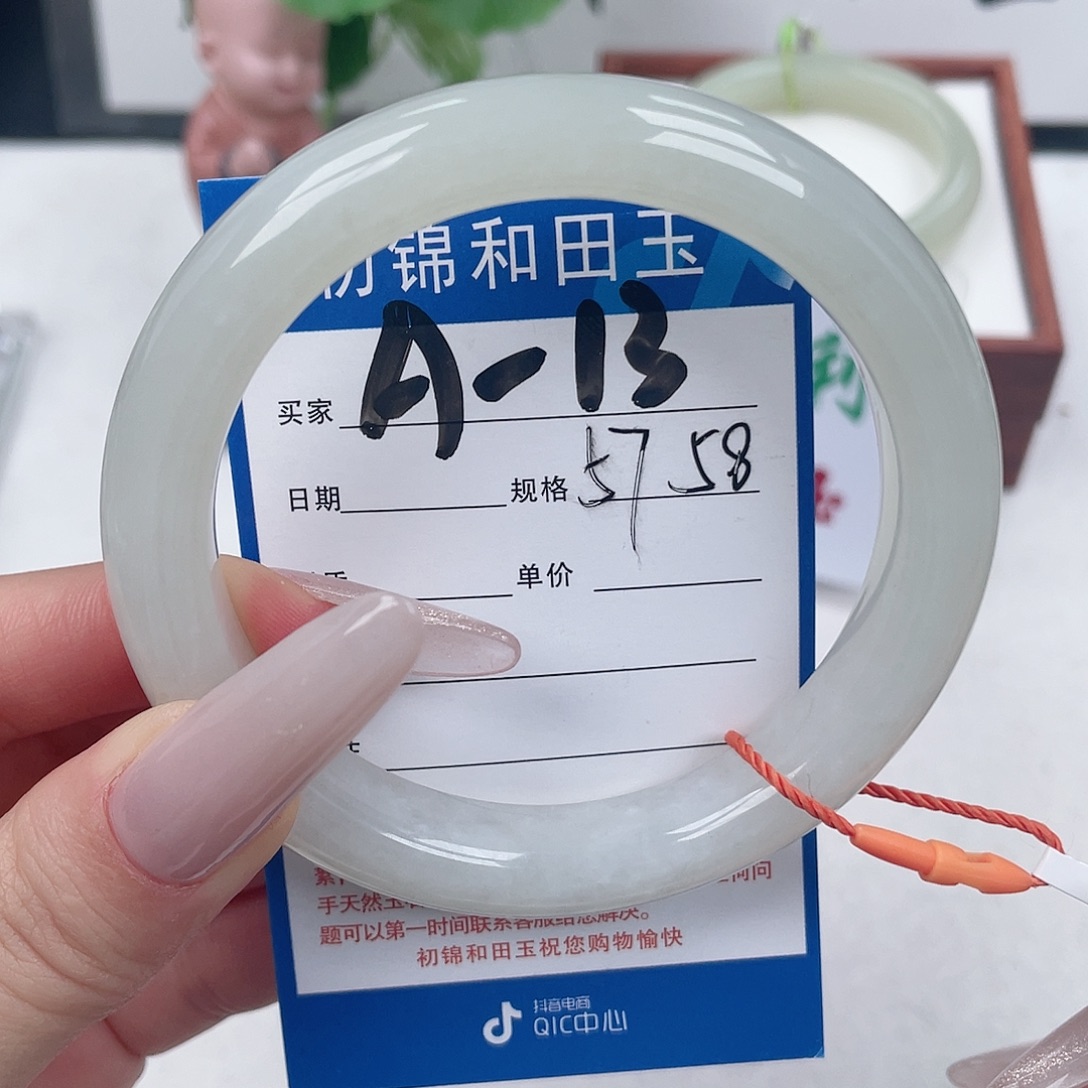 初锦和田玉
A-13
买家
57 58
日期 规格
单价
手天然玉
题可以第一时间联系客服给您解决。
初锦和田玉祝您购物愉快
抖音电商
QIC中心